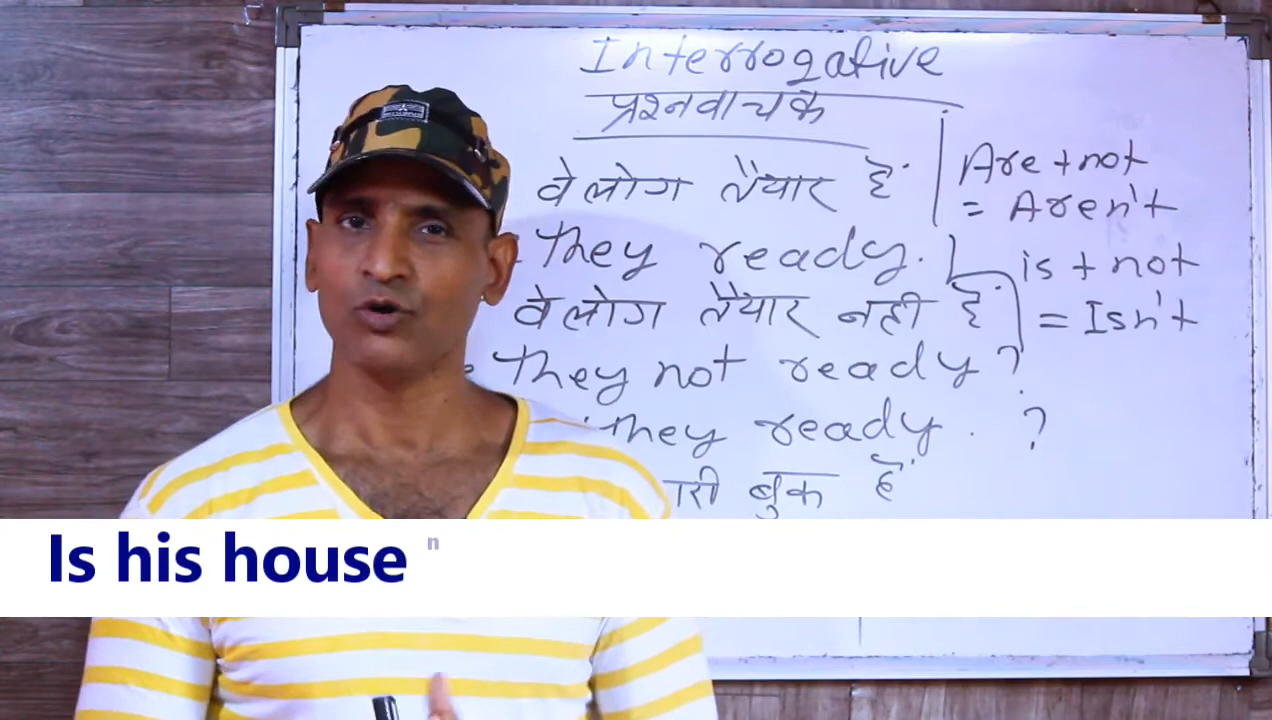 Interrogative
प्रश्नवाचक
वे लोग तैयार हैं
Are + not
= Aren't
They ready.
is + not
= Isn't
वे लोग तैयार नही हैं
They not ready ?
they ready. ?
बुक हैं
Is his house n